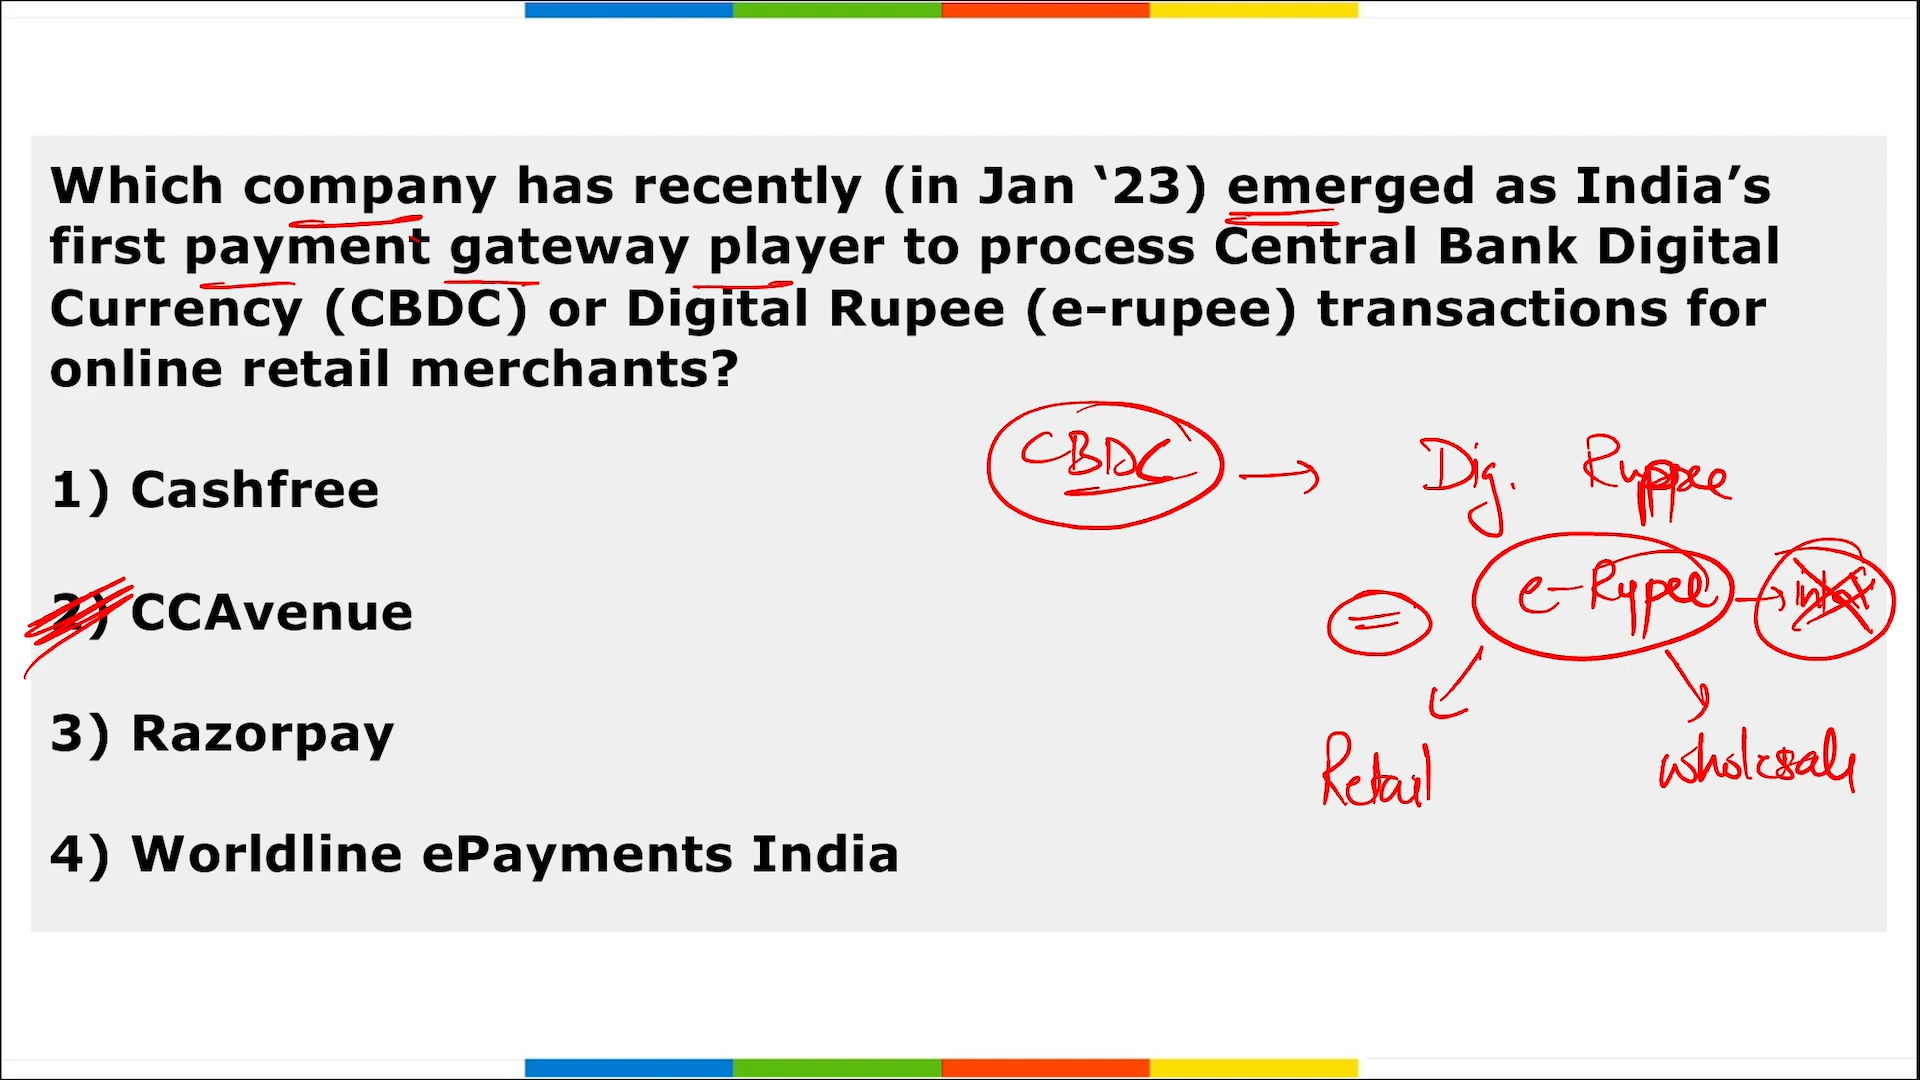 Which company has recently (in Jan ‘23) emerged as India’s
first payment gateway player to process Central Bank Digital
Currency (CBDC) or Digital Rupee (e-rupee) transactions for
online retail merchants?
CBDC → Dig. Ruppee
1) Cashfree
e-Rupee →
2) CCAvenue
3) Razorpay
Retail wholesale
4) Worldline ePayments India